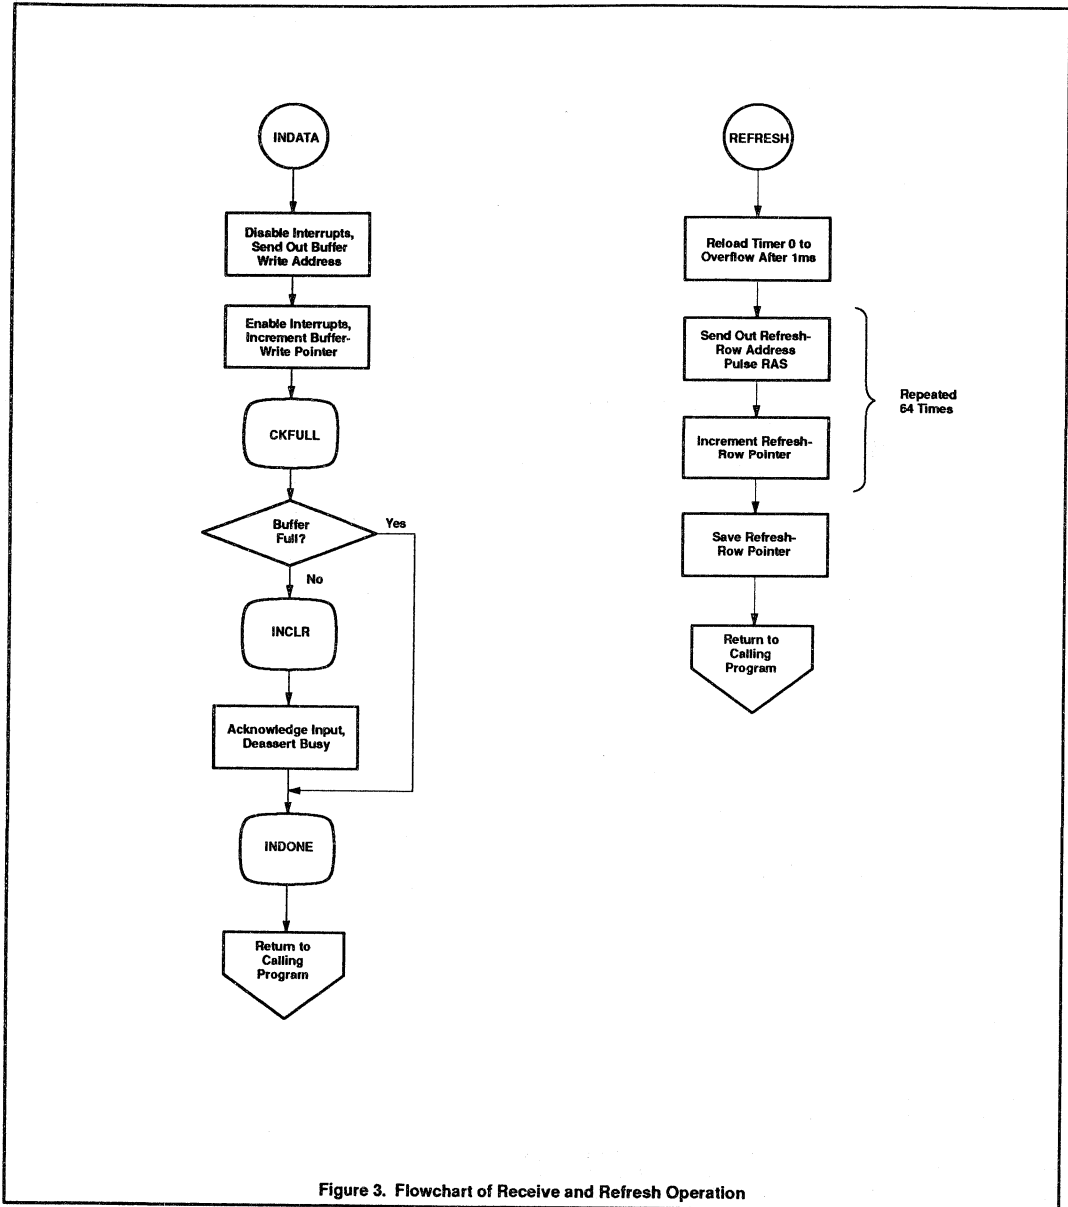 INDATA
Disable Interrupts,
Send Out Buffer
Write Address
Enable Interrupts,
Increment Buffer-
Write Pointer
CKFULL
Buffer
Full?
Yes
No
INCLR
Acknowledge Input,
Deassert Busy
INDONE
Return to
Calling
Program
REFRESH
Reload Timer 0 to
Overflow After 1ms
Send Out Refresh-
Row Address
Pulse RAS
Increment Refresh-
Row Pointer
Repeated
64 Times
Save Refresh-
Row Pointer
Return to
Calling
Program
Figure 3. Flowchart of Receive and Refresh Operation